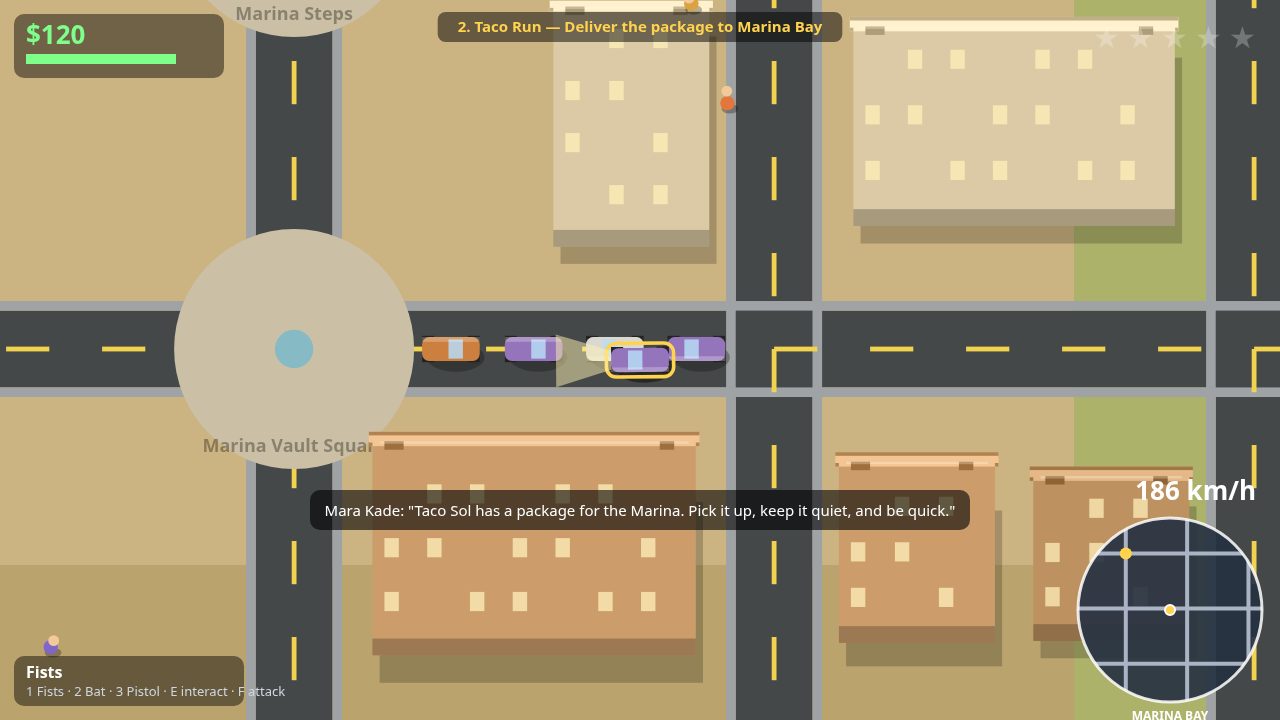 Marina Steps
$120
2. Taco Run — Deliver the package to Marina Bay
Marina Vault Squar
186 km/h
Mara Kade: "Taco Sol has a package for the Marina. Pick it up, keep it quiet, and be quick."
Fists
1 Fists · 2 Bat · 3 Pistol · E interact · F attack
MARINA BAY